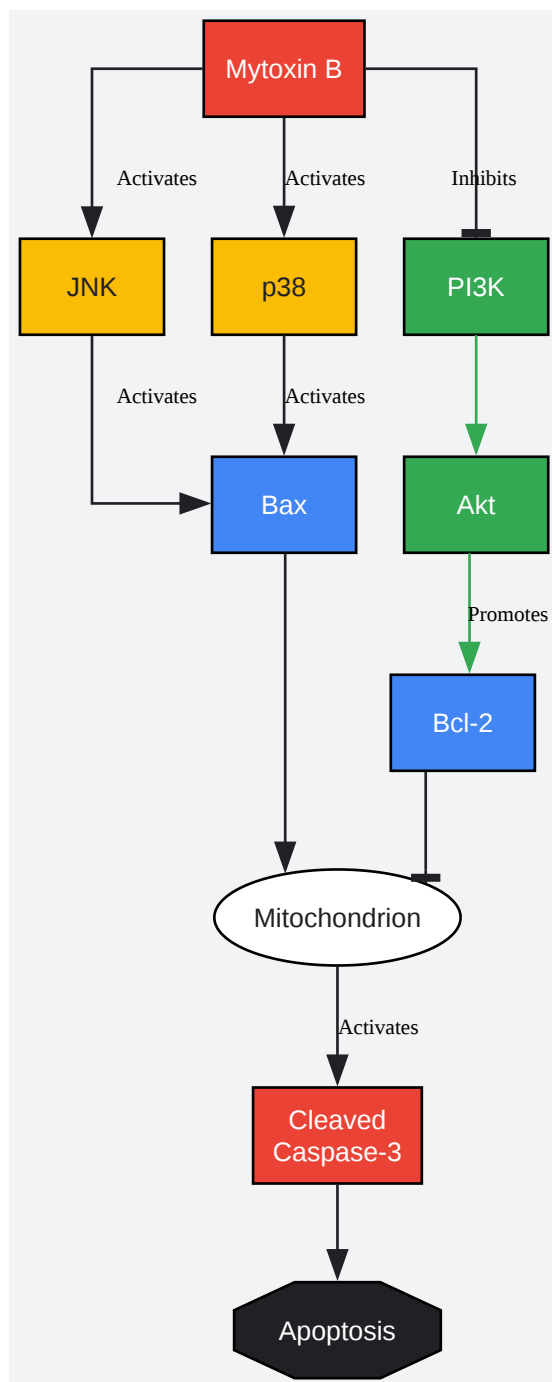 Mytoxin B
Activates
Activates
Inhibits
JNK
p38
PI3K
Activates
Activates
Bax
Akt
Promotes
Bcl-2
Mitochondrion
Activates
Cleaved
Caspase-3
Apoptosis